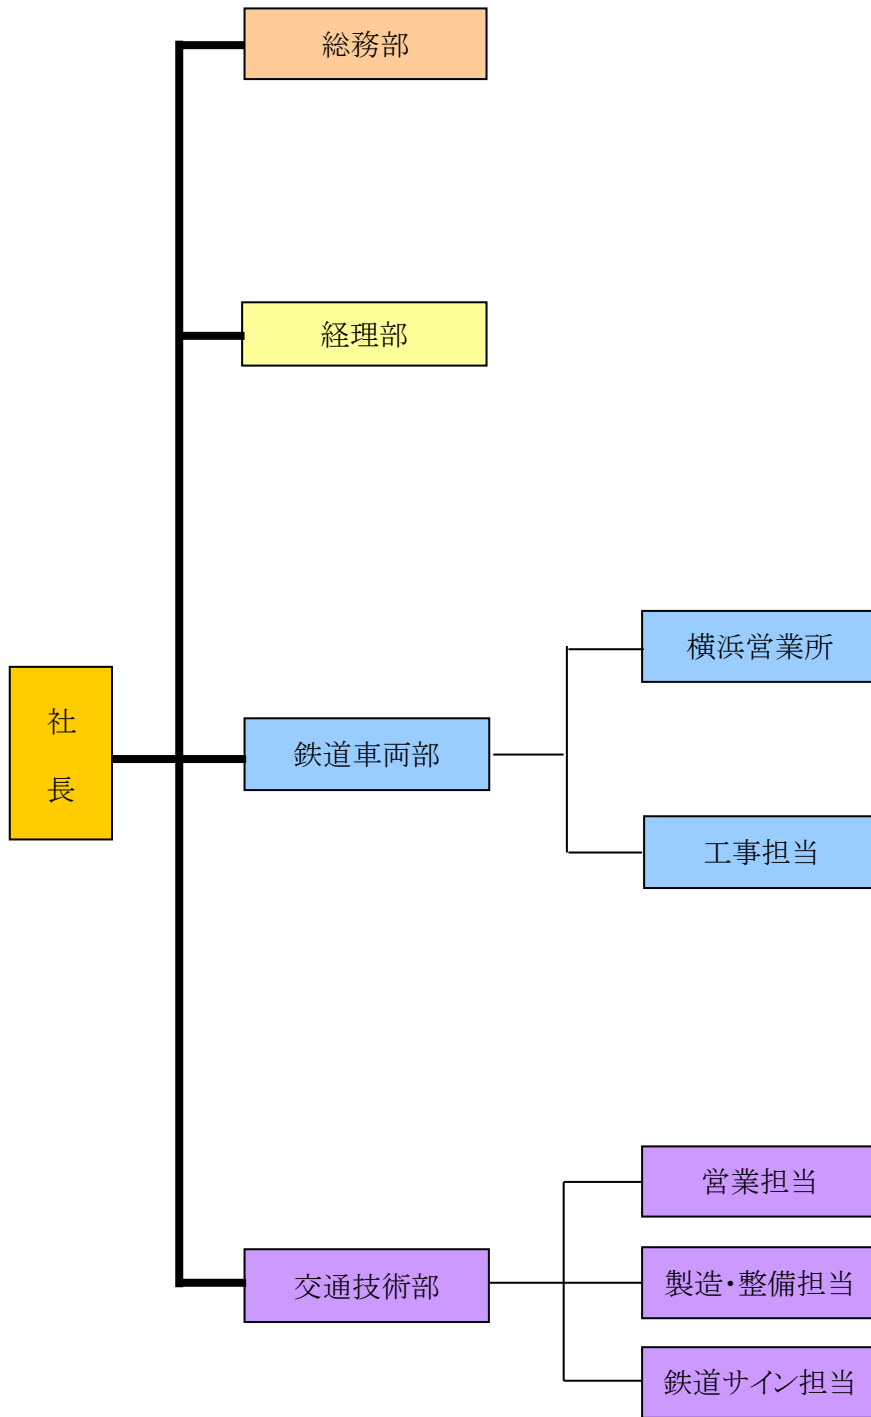 総務部
経理部
社
長
鉄道車両部
横浜営業所
工事担当
交通技術部
営業担当
製造・整備担当
鉄道サイン担当